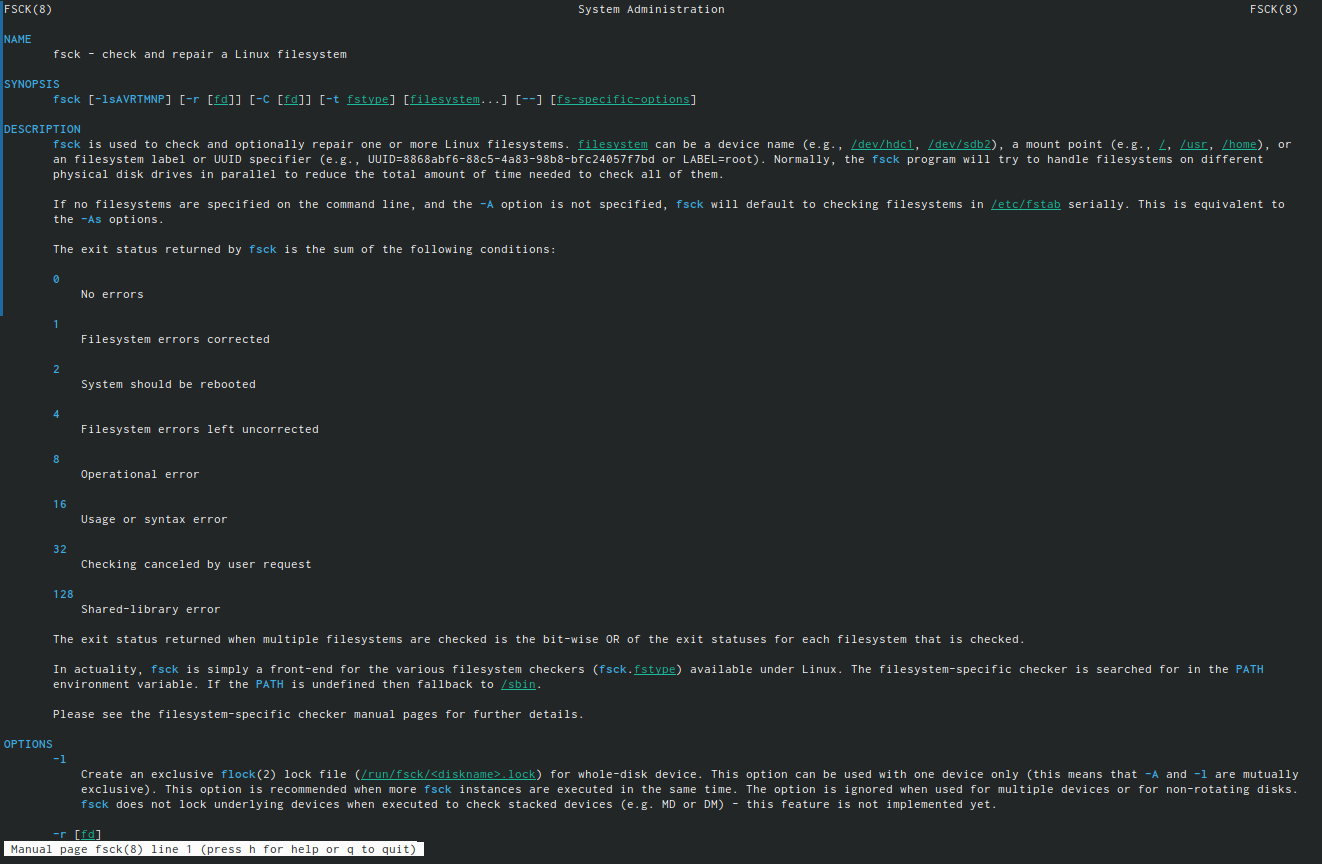 FSCK(8) System Administration FSCK(8)
NAME
fsck - check and repair a Linux filesystem
SYNOPSIS
fsck [-lsAVRTMNP] [-r [fd]] [-C [fd]] [-t fstype] [filesystem...] [--] [fs-specific-options]
DESCRIPTION
fsck is used to check and optionally repair one or more Linux filesystems. filesystem can be a device name (e.g., /dev/hdc1, /dev/sdb2), a mount point (e.g., /, /usr, /home), or
an filesystem label or UUID specifier (e.g., UUID=8868abf6-88c5-4a83-98b8-bfc24057f7bd or LABEL=root). Normally, the fsck program will try to handle filesystems on different
physical disk drives in parallel to reduce the total amount of time needed to check all of them.
If no filesystems are specified on the command line, and the -A option is not specified, fsck will default to checking filesystems in /etc/fstab serially. This is equivalent to
the -As options.
The exit status returned by fsck is the sum of the following conditions:
0
No errors
1
Filesystem errors corrected
2
System should be rebooted
4
Filesystem errors left uncorrected
8
Operational error
16
Usage or syntax error
32
Checking canceled by user request
128
Shared-library error
The exit status returned when multiple filesystems are checked is the bit-wise OR of the exit statuses for each filesystem that is checked.
In actuality, fsck is simply a front-end for the various filesystem checkers (fsck.fstype) available under Linux. The filesystem-specific checker is searched for in the PATH
environment variable. If the PATH is undefined then fallback to /sbin.
Please see the filesystem-specific checker manual pages for further details.
OPTIONS
-l
Create an exclusive flock(2) lock file (/run/fsck/<diskname>.lock) for whole-disk device. This option can be used with one device only (this means that -A and -l are mutually
exclusive). This option is recommended when more fsck instances are executed in the same time. The option is ignored when used for multiple devices or for non-rotating disks.
fsck does not lock underlying devices when executed to check stacked devices (e.g. MD or DM) - this feature is not implemented yet.
-r [fd]
Manual page fsck(8) line 1 (press h for help or q to quit)